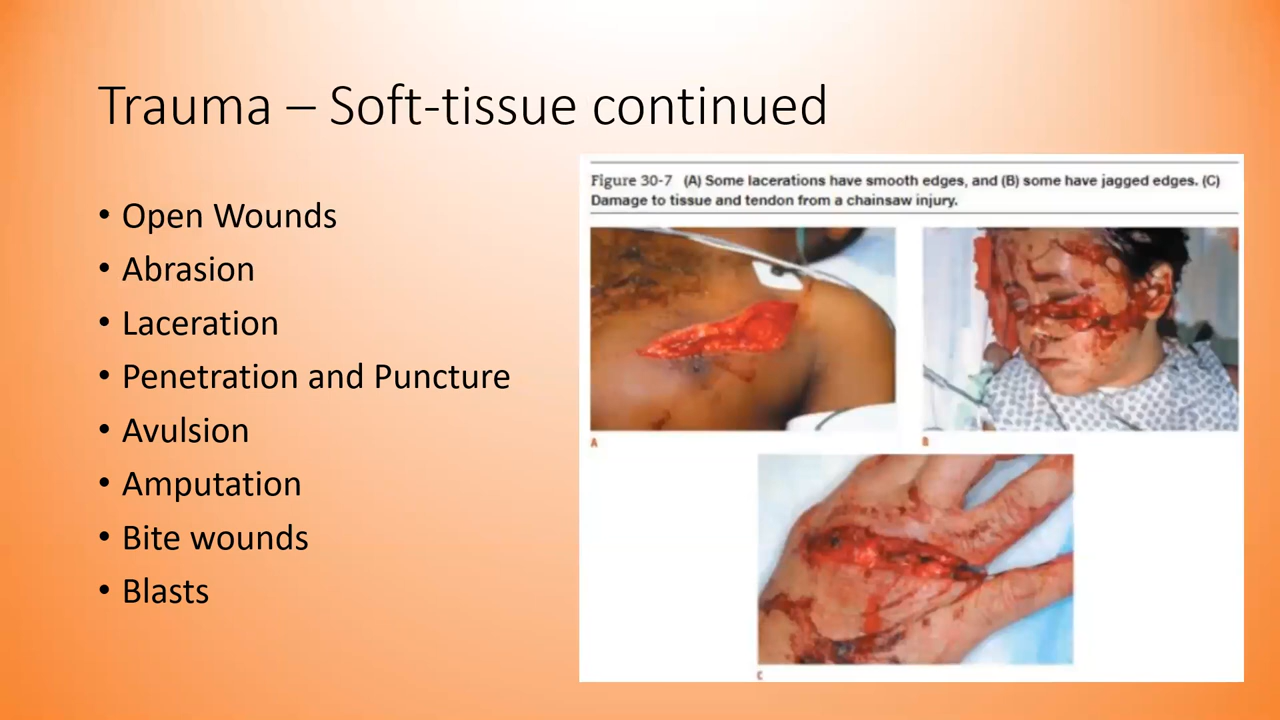 Trauma – Soft-tissue continued
• Open Wounds
• Abrasion
• Laceration
• Penetration and Puncture
• Avulsion
• Amputation
• Bite wounds
• Blasts
Figure 30-7 (A) Some lacerations have smooth edges, and (B) some have jagged edges. (C)
Damage to tissue and tendon from a chainsaw injury.
A
B
C